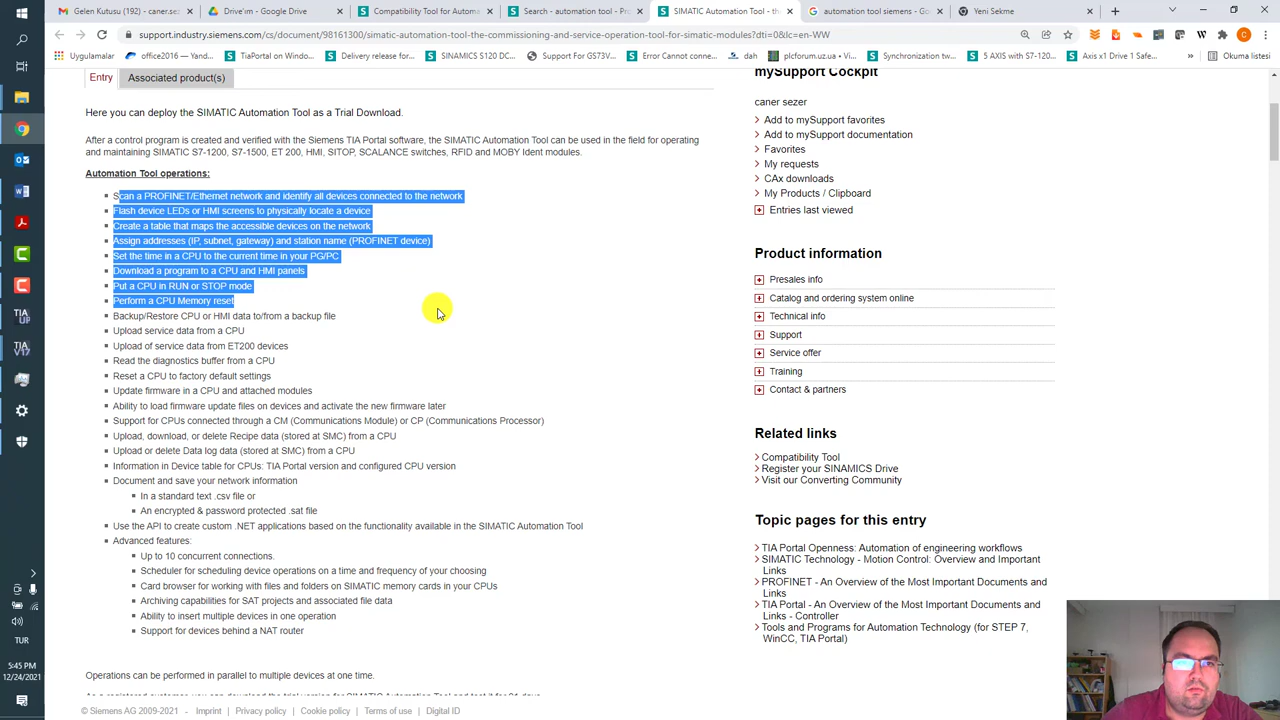 Gelen Kutusu (192) - caner.ses
Drive'ım - Google Drive
Compatibility Tool for Automa
Search - automation tool - Pro
SIMATIC Automation Tool - th
automation tool siemens - Goo
Yeni Sekme
support.industry.siemens.com/cs/document/98161300/simatic-automation-tool-the-commissioning-and-service-operation-tool-for-simatic-modules?dti=0&lc=en-WW
Uygulamalar
office2016 — Yand...
TiaPortal on Windo...
Delivery release for...
SINAMICS S120 DC...
Support For GS73V...
Error Cannot conne...
dah
plcforum.uz.ua •...
Synchronization tw...
5 AXIS with S7-120...
Axis x1 Drive 1 Safe...
»
Okuma listesi
Entry
Associated product(s)
Here you can deploy the SIMATIC Automation Tool as a Trial Download.
After a control program is created and verified with the Siemens TIA Portal software, the SIMATIC Automation Tool can be used in the field for operating
and maintaining SIMATIC S7-1200, S7-1500, ET 200, HMI, SITOP, SCALANCE switches, RFID and MOBY Ident modules.
Automation Tool operations:
Scan a PROFINET/Ethernet network and identify all devices connected to the network
Flash device LEDs or HMI screens to physically locate a device
Create a table that maps the accessible devices on the network
Assign addresses (IP, subnet, gateway) and station name (PROFINET device)
Set the time in a CPU to the current time in your PG/PC
Download a program to a CPU and HMI panels
Put a CPU in RUN or STOP mode
Perform a CPU Memory reset
Backup/Restore CPU or HMI data to/from a backup file
Upload service data from a CPU
Upload of service data from ET200 devices
Read the diagnostics buffer from a CPU
Reset a CPU to factory default settings
Update firmware in a CPU and attached modules
Ability to load firmware update files on devices and activate the new firmware later
Support for CPUs connected through a CM (Communications Module) or CP (Communications Processor)
Upload, download, or delete Recipe data (stored at SMC) from a CPU
Upload or delete Data log data (stored at SMC) from a CPU
Information in Device table for CPUs: TIA Portal version and configured CPU version
Document and save your network information
In a standard text .csv file or
An encrypted & password protected .sat file
Use the API to create custom .NET applications based on the functionality available in the SIMATIC Automation Tool
Advanced features:
Up to 10 concurrent connections.
Scheduler for scheduling device operations on a time and frequency of your choosing
Card browser for working with files and folders on SIMATIC memory cards in your CPUs
Archiving capabilities for SAT projects and associated file data
Ability to insert multiple devices in one operation
Support for devices behind a NAT router
Operations can be performed in parallel to multiple devices at one time.
As a registered customer, you can download the trial version for SIMATIC Automation Tool and test it for 21 days.
© Siemens AG 2009-2021 - Imprint | Privacy policy | Cookie policy | Terms of use | Digital ID
mySupport Cockpit
caner sezer
Add to mySupport favorites
Add to mySupport documentation
Favorites
My requests
CAx downloads
My Products / Clipboard
Entries last viewed
Product information
Presales info
Catalog and ordering system online
Technical info
Support
Service offer
Training
Contact & partners
Related links
Compatibility Tool
Register your SINAMICS Drive
Visit our Converting Community
Topic pages for this entry
TIA Portal Openness: Automation of engineering workflows
SIMATIC Technology - Motion Control: Overview and Important
Links
PROFINET - An Overview of the Most Important Documents and
Links
TIA Portal - An Overview of the Most Important Documents and
Links - Controller
Tools and Programs for Automation Technology (for STEP 7,
WinCC, TIA Portal)
TUR
5:45 PM
12/24/2021